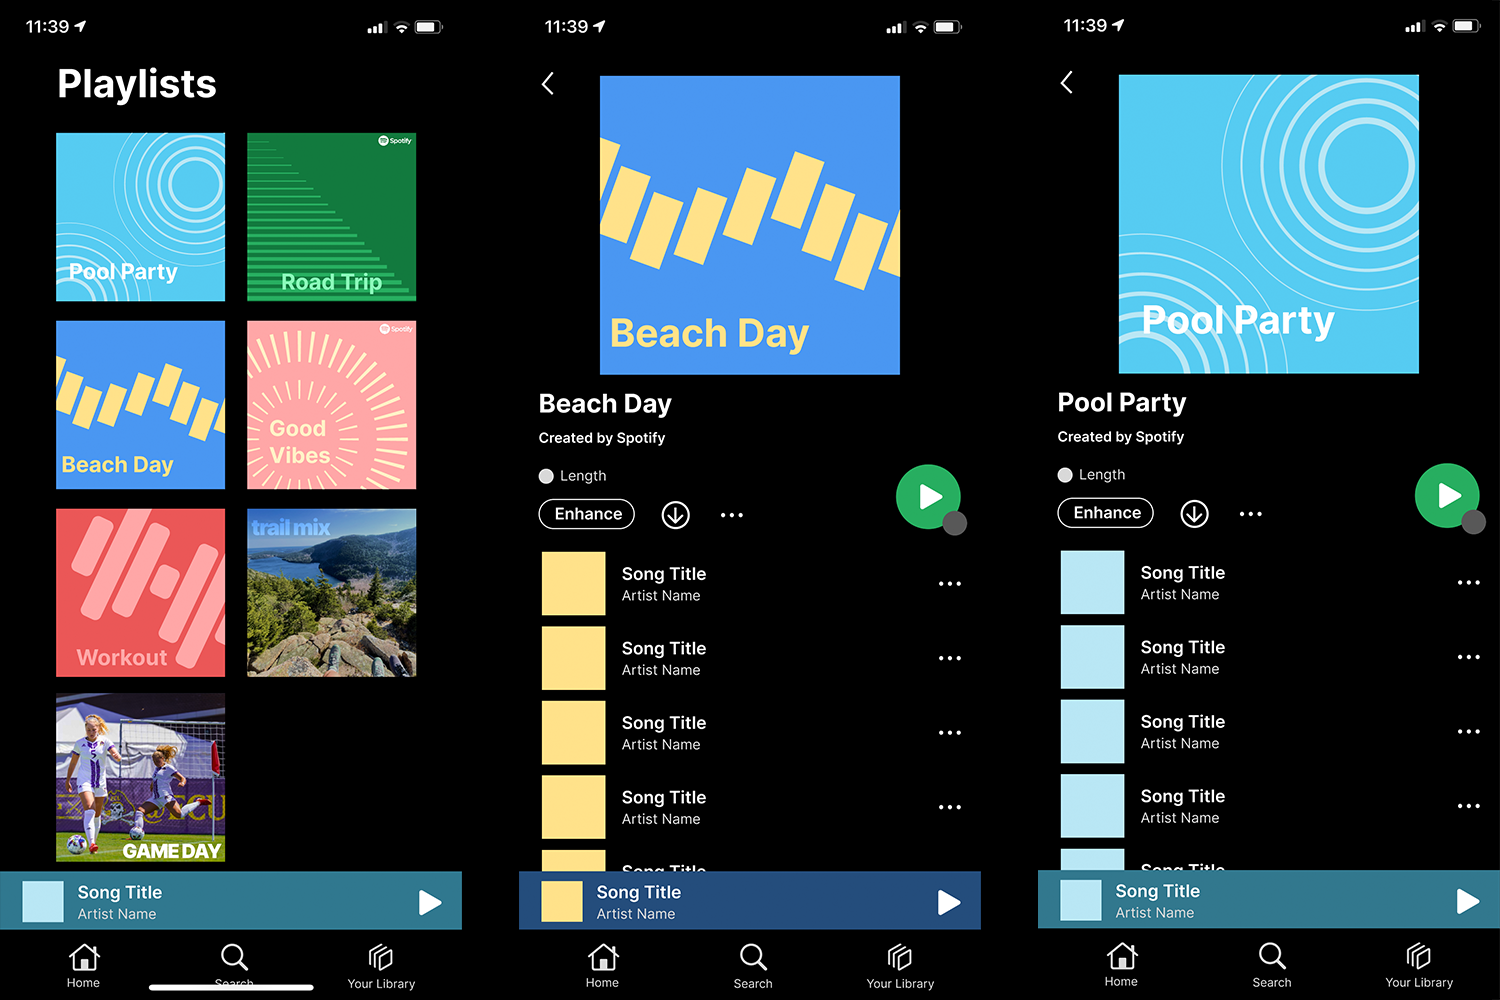 11:39
Playlists
Pool Party
Spotify
Road Trip
Beach Day
Spotify
Good
Vibes
Workout
trail mix
ECU
GAME DAY
Song Title
Artist Name
Home
Search
Your Library
11:39
Beach Day
Beach Day
Created by Spotify
Length
Enhance
Song Title
Artist Name
Song Title
Artist Name
Song Title
Artist Name
Song Title
Artist Name
Song Title
Song Title
Artist Name
Home
Search
Your Library
11:39
Pool Party
Pool Party
Created by Spotify
Length
Enhance
Song Title
Artist Name
Song Title
Artist Name
Song Title
Artist Name
Song Title
Artist Name
Song Title
Song Title
Artist Name
Home
Search
Your Library